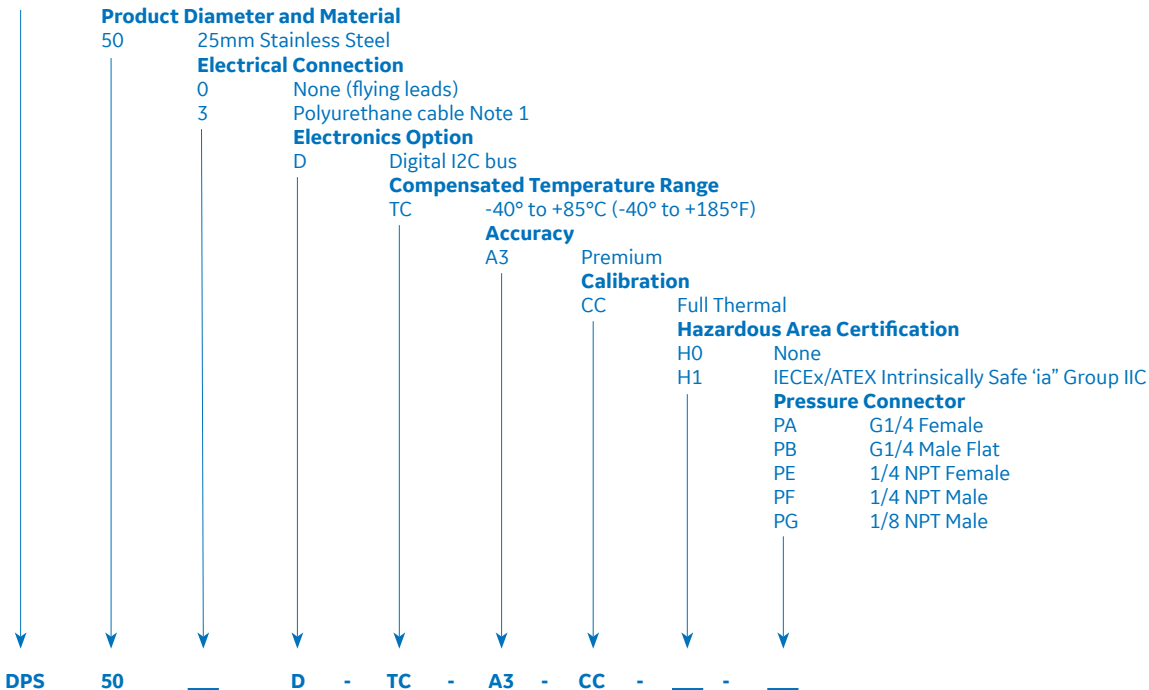 Product Diameter and Material
50 25mm Stainless Steel
Electrical Connection
0 None (flying leads)
3 Polyurethane cable Note 1
Electronics Option
D Digital I2C bus
Compensated Temperature Range
TC -40° to +85°C (-40° to +185°F)
Accuracy
A3 Premium
Calibration
CC Full Thermal
Hazardous Area Certification
H0 None
H1 IECEx/ATEX Intrinsically Safe ‘ia” Group IIC
Pressure Connector
PA G1/4 Female
PB G1/4 Male Flat
PE 1/4 NPT Female
PF 1/4 NPT Male
PG 1/8 NPT Male
DPS 50 ___ D - TC - A3 - CC - ___ - ___